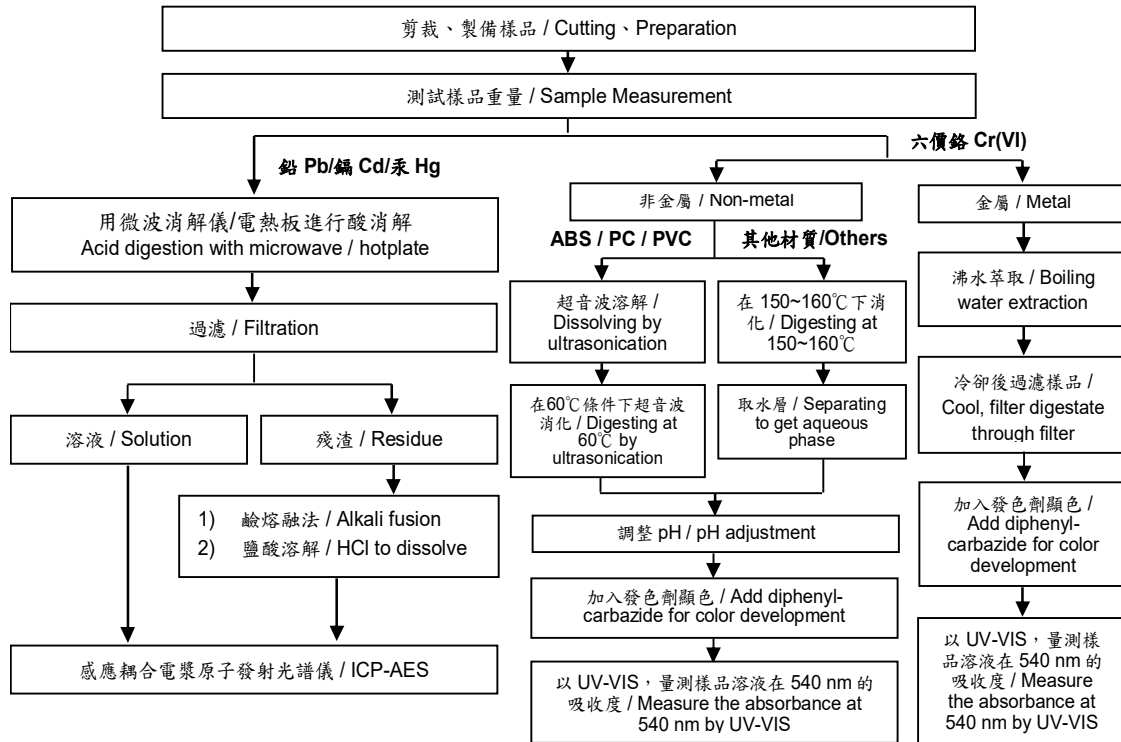 剪裁、製備樣品 / Cutting、Preparation
測試樣品重量 / Sample Measurement
鉛 Pb/鎘 Cd/汞 Hg
六價鉻 Cr(VI)
用微波消解儀/電熱板進行酸消解
Acid digestion with microwave / hotplate
過濾 / Filtration
溶液 / Solution
殘渣 / Residue
1) 鹼熔融法 / Alkali fusion
2) 鹽酸溶解 / HCl to dissolve
感應耦合電漿原子發射光譜儀 / ICP-AES
非金屬 / Non-metal
ABS / PC / PVC
其他材質/Others
超音波溶解 /
Dissolving by
ultrasonication
在 150~160℃下消
化 / Digesting at
150~160℃
在60℃條件下超音波
消化 / Digesting at
60℃ by
ultrasonication
取水層 / Separating
to get aqueous
phase
調整 pH / pH adjustment
加入發色劑顯色 / Add diphenyl-
carbazide for color development
以 UV-VIS，量測樣品溶液在 540 nm 的
吸收度 / Measure the absorbance at
540 nm by UV-VIS
金屬 / Metal
沸水萃取 / Boiling
water extraction
冷卻後過濾樣品 /
Cool, filter digestate
through filter
加入發色劑顯色 /
Add diphenyl-
carbazide for color
development
以 UV-VIS，量測樣
品溶液在 540 nm 的
吸收度 / Measure
the absorbance at
540 nm by UV-VIS